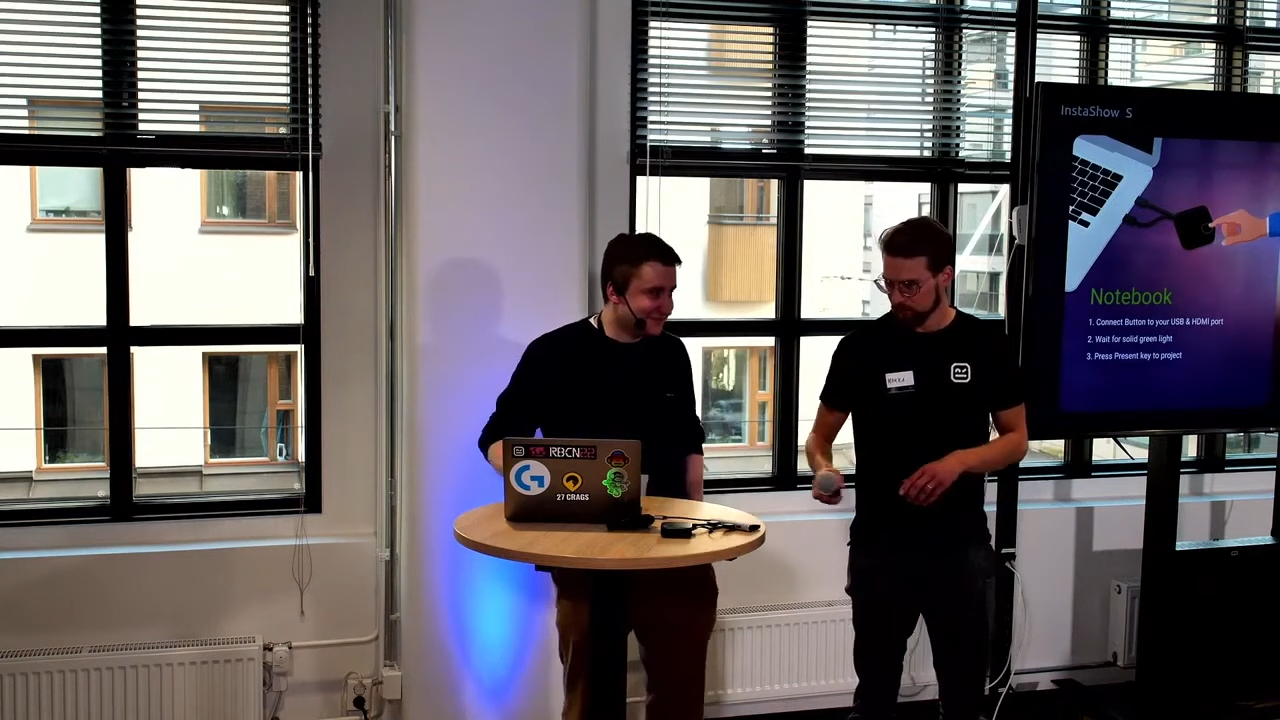 InstaShow S
Notebook
1. Connect Button to your USB & HDMI port
2. Wait for solid green light
3. Press Present key to project
RBCN22
27 CRAGS